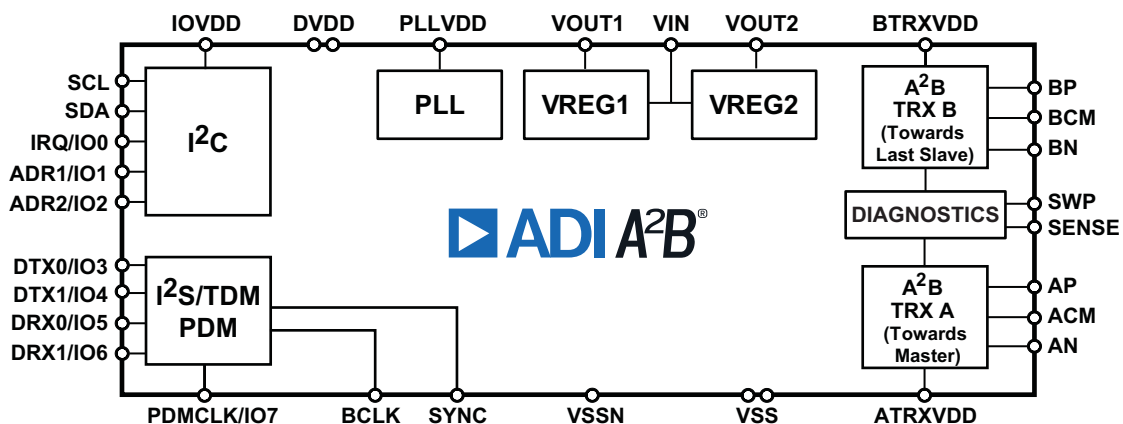 IOVDD DVDD PLLVDD VOUT1 VIN VOUT2 BTRXVDD
SCL
SDA
IRQ/IO0
ADR1/IO1
ADR2/IO2
I²C
PLL
VREG1
VREG2
A²B
TRX B
(Towards
Last Slave)
BP
BCM
BN
DIAGNOSTICS
SWP
SENSE
ADI A²B®
DTX0/IO3
DTX1/IO4
DRX0/IO5
DRX1/IO6
I²S/TDM
PDM
A²B
TRX A
(Towards
Master)
AP
ACM
AN
PDMCLK/IO7 BCLK SYNC VSSN VSS ATRXVDD